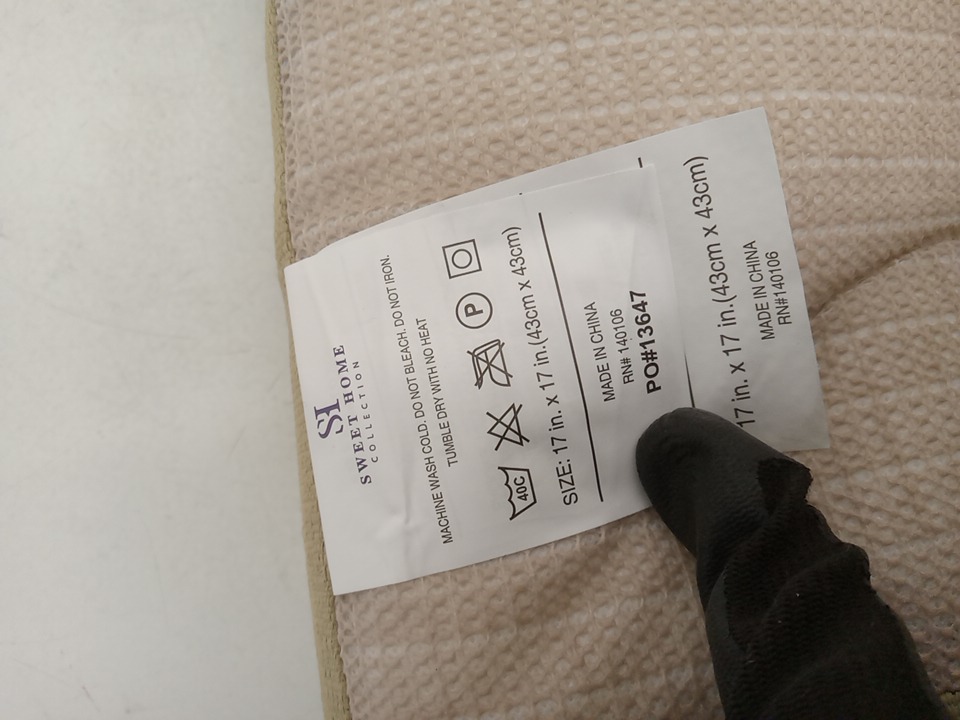 SH
SWEET HOME
COLLECTION
MACHINE WASH COLD. DO NOT BLEACH. DO NOT IRON.
TUMBLE DRY WITH NO HEAT
40C
P
SIZE: 17 in. x 17 in.(43cm x 43cm)
MADE IN CHINA
RN# 140106
PO#13647
17 in. x 17 in.(43cm x 43cm)
MADE IN CHINA
RN#140106